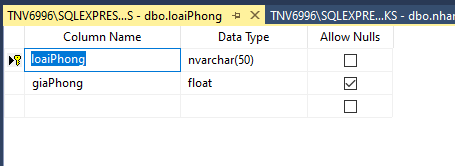 TNV6996\SQLEXPRES...S - dbo.loaiPhong TNV6996\SQLEXPRES...KS - dbo.nhan
Column Name Data Type Allow Nulls
loaiPhong nvarchar(50)
giaPhong float